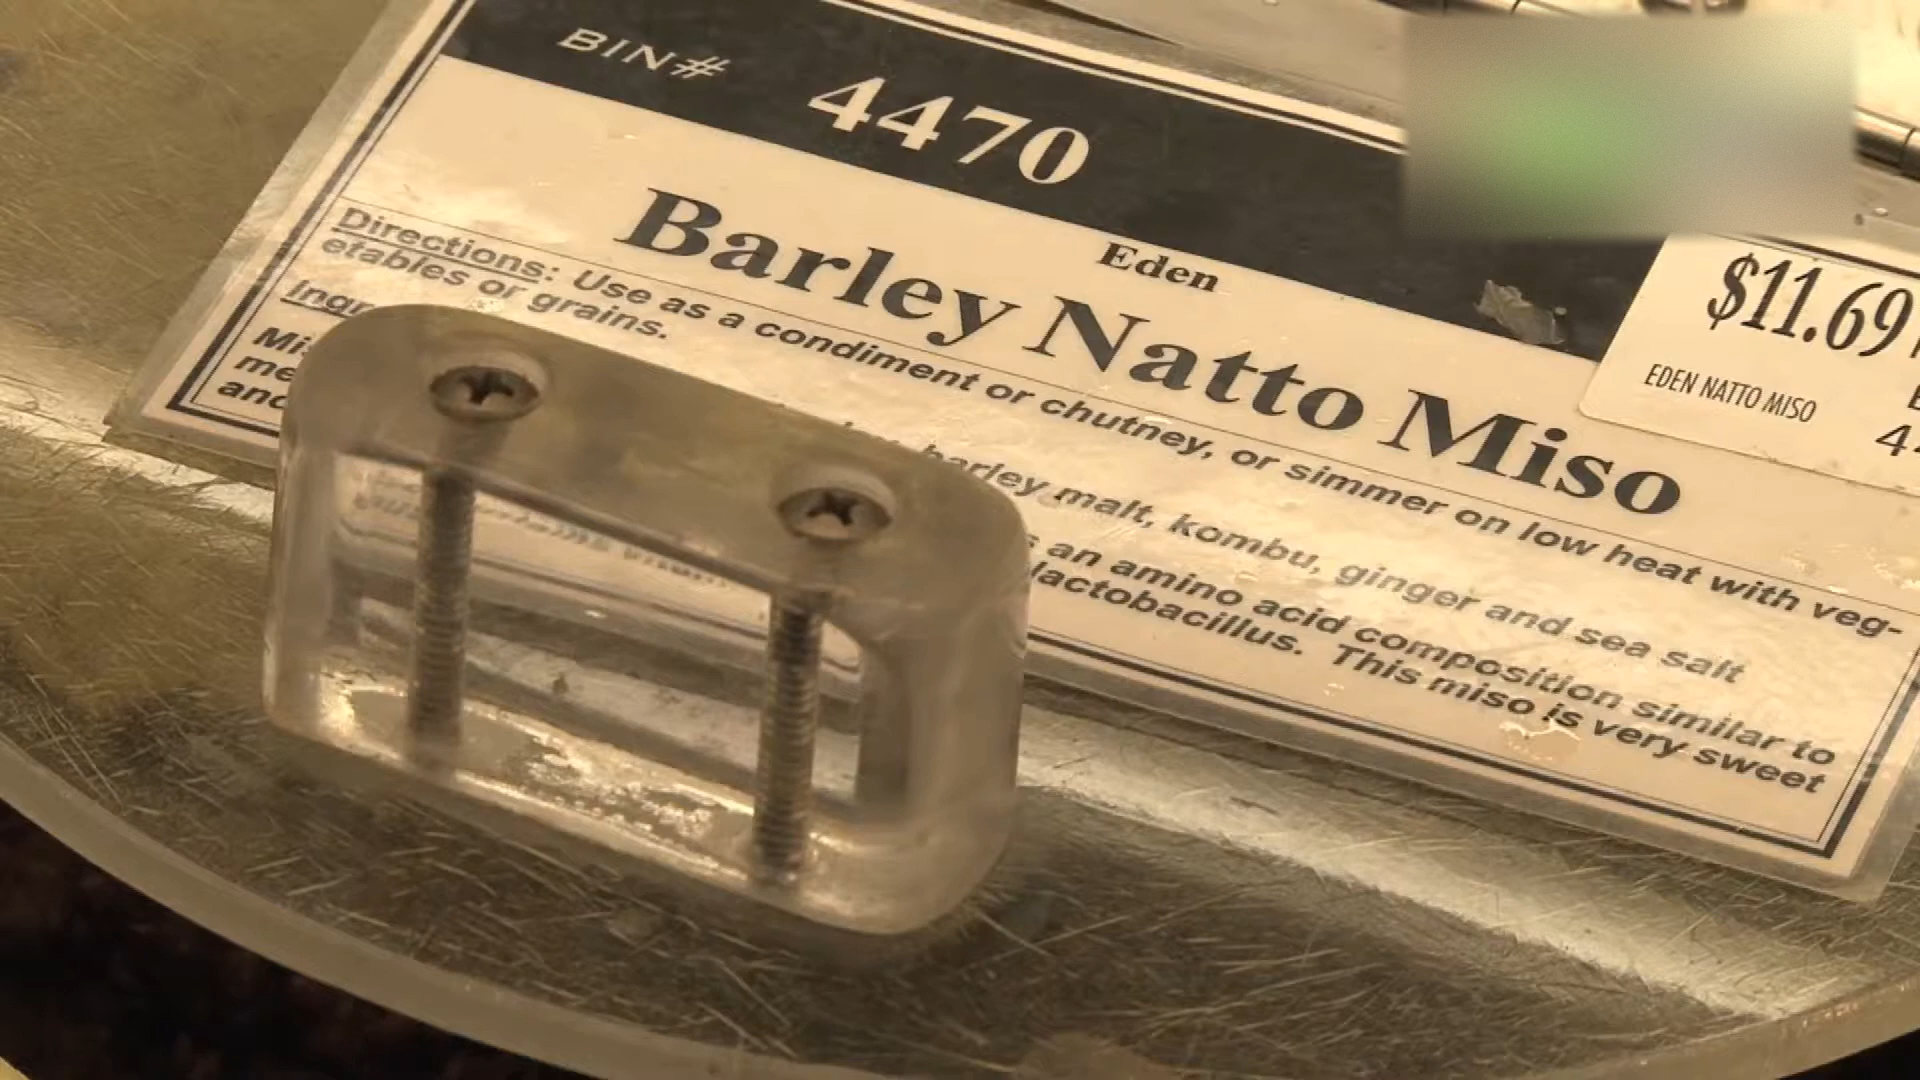 BIN# 4470
Eden
Barley Natto Miso
$11.69
EDEN NATTO MISO
Directions: Use as a condiment or chutney, or simmer on low heat with veg-
etables or grains.
barley malt, kombu, ginger and sea salt
an amino acid composition similar to
lactobacillus. This miso is very sweet
and